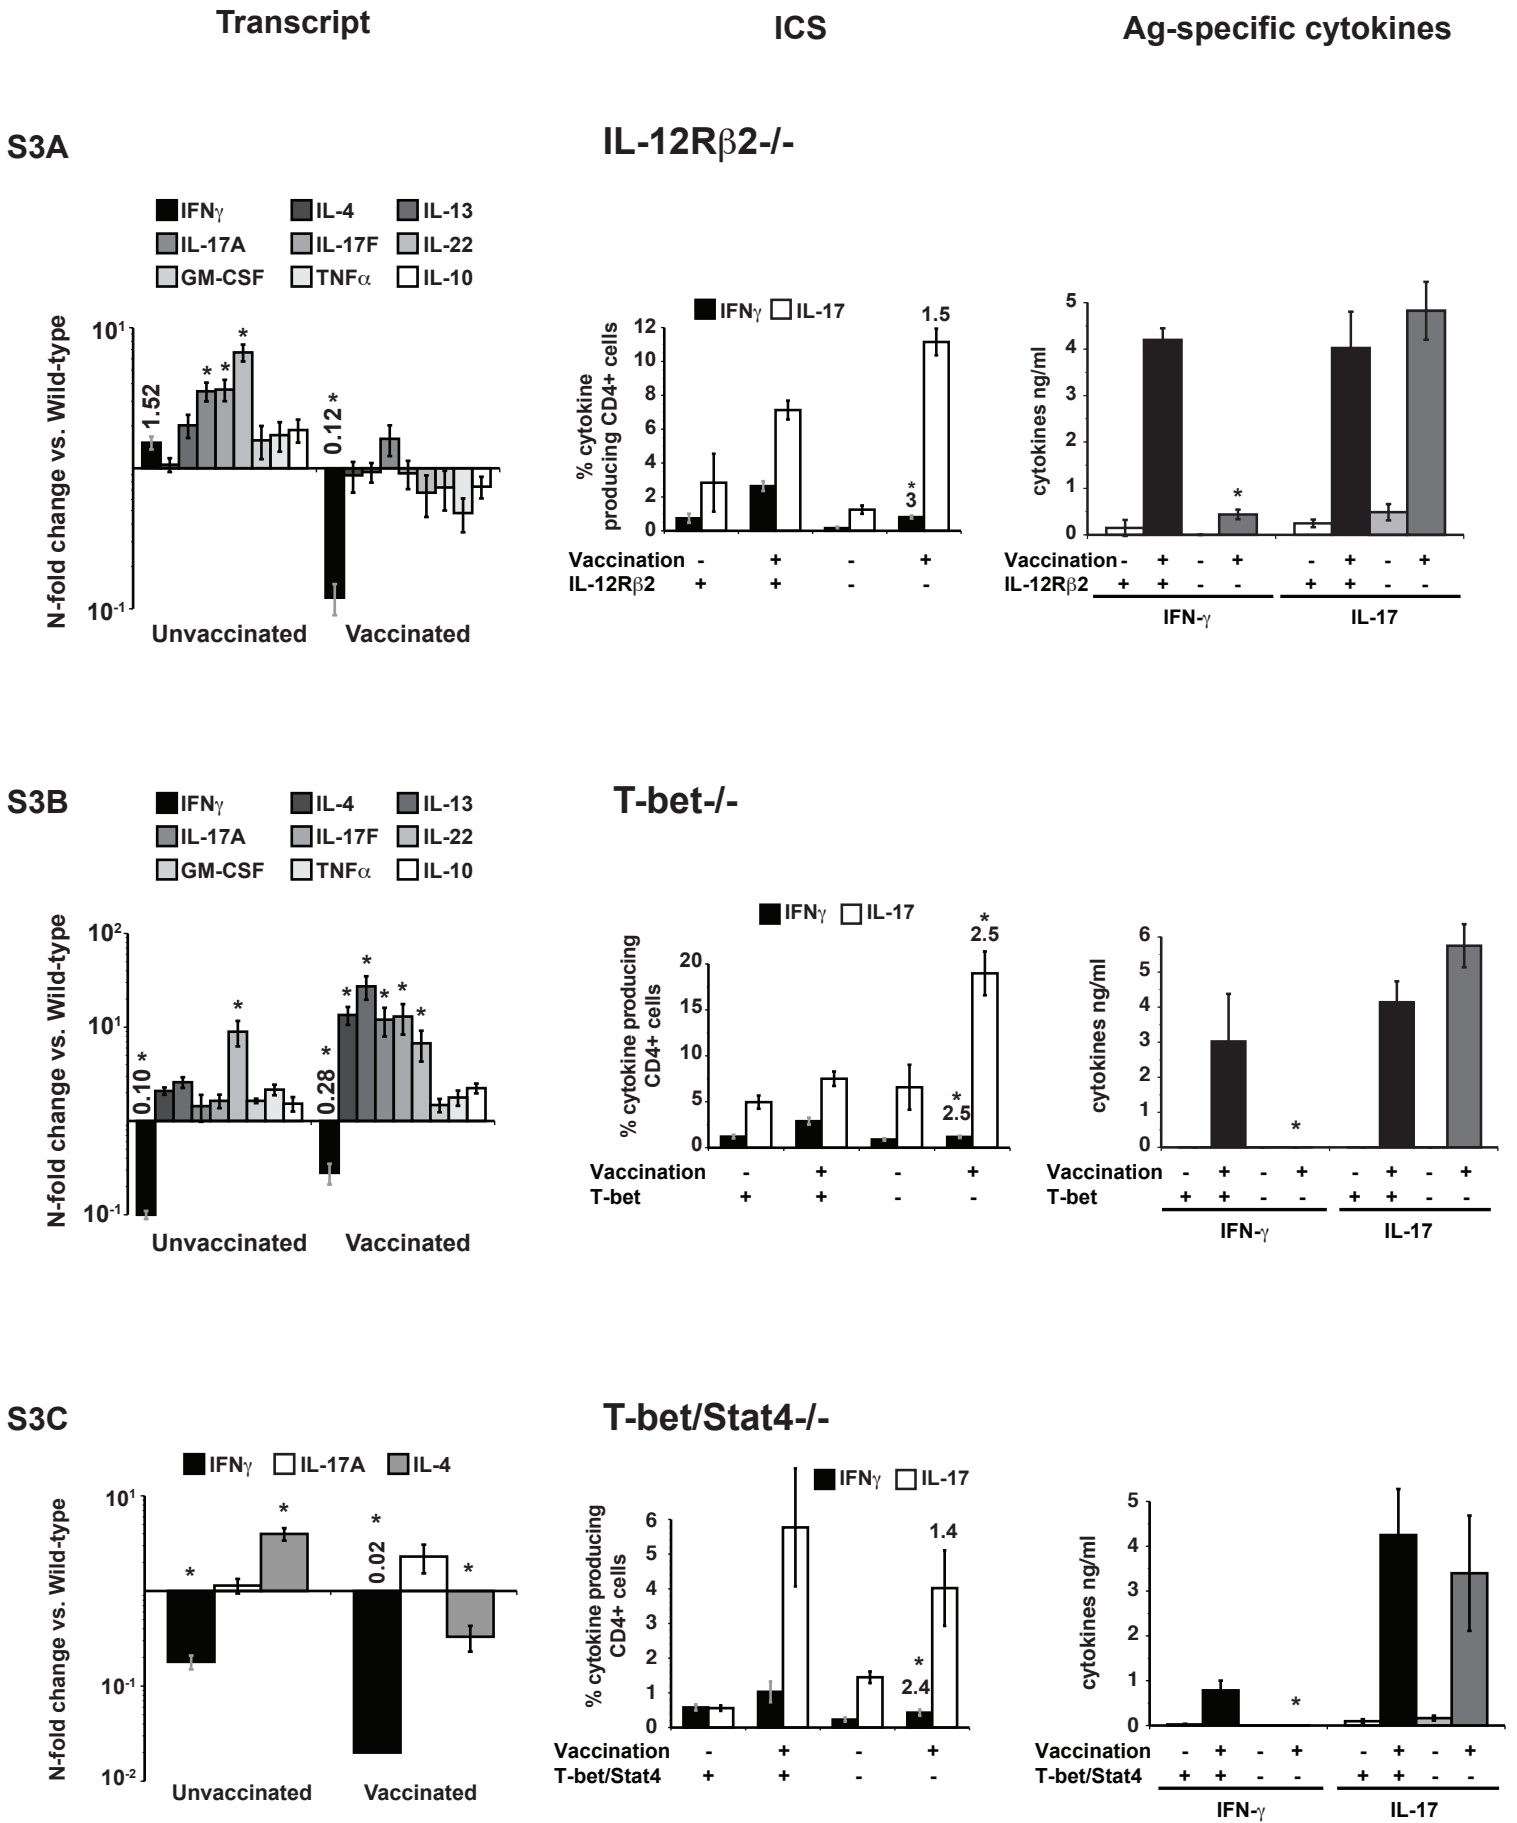 Transcript ICS Ag-specific cytokines
S3A IL-12Rβ2-/-
IFNγ IL-4 IL-13
IL-17A IL-17F IL-22
GM-CSF TNFα IL-10
N-fold change vs. Wild-type
10¹
10⁻¹
1.52
* * *
0.12 *
Unvaccinated Vaccinated
IFNγ IL-17
% cytokine
producing CD4+ cells
12
10
8
6
4
2
0
*
3
1.5
Vaccination - + - +
IL-12Rβ2 + + - -
cytokines ng/ml
5
4
3
2
1
0
*
Vaccination - + - + - + - +
IL-12Rβ2 + + - - + + - -
IFN-γ IL-17
S3B T-bet-/-
IFNγ IL-4 IL-13
IL-17A IL-17F IL-22
GM-CSF TNFα IL-10
N-fold change vs. Wild-type
10²
10¹
10⁻¹
0.10 *
*
0.28 *
* * * * *
Unvaccinated Vaccinated
IFNγ IL-17
% cytokine producing
CD4+ cells
20
15
10
5
0
*
2.5
*
2.5
Vaccination - + - +
T-bet + + - -
cytokines ng/ml
6
5
4
3
2
1
0
*
Vaccination - + - + - + - +
T-bet + + - - + + - -
IFN-γ IL-17
S3C T-bet/Stat4-/-
IFNγ IL-17A IL-4
N-fold change vs. Wild-type
10¹
10⁻¹
10⁻²
* *
0.02 *
*
Unvaccinated Vaccinated
IFNγ IL-17
% cytokine producing
CD4+ cells
6
5
4
3
2
1
0
*
2.4
1.4
Vaccination - + - +
T-bet/Stat4 + + - -
cytokines ng/ml
5
4
3
2
1
0
*
Vaccination - + - + - + - +
T-bet/Stat4 + + - - + + - -
IFN-γ IL-17